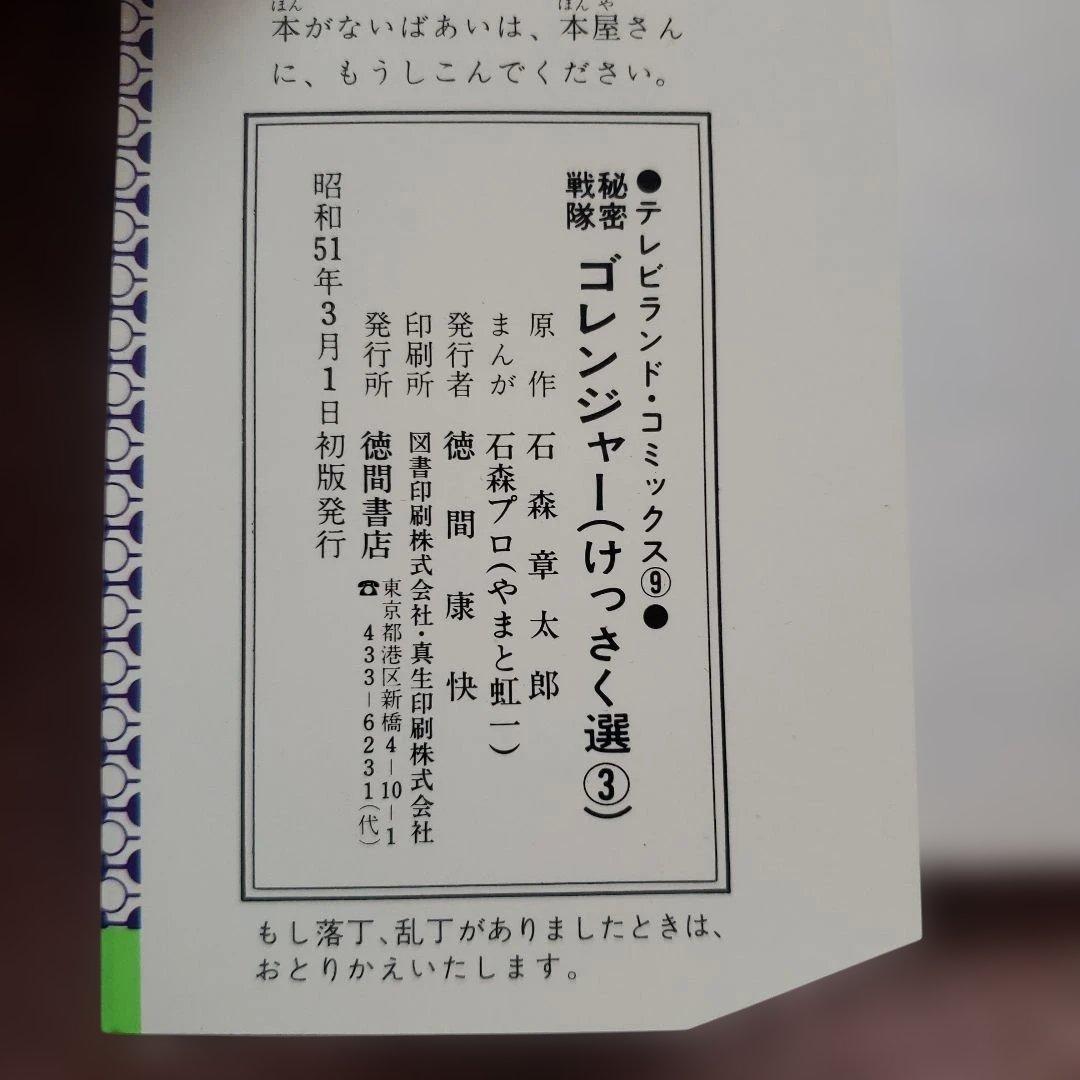 本がないばあいは、本屋さん
に、もうしこんでください。
●テレビランド・コミックス⑨●
秘密戦隊 ゴレンジャー(けっさく選③)
原作 石森章太郎
まんが 石森プロ(やまと虹一)
発行者 徳間康快
印刷所 図書印刷株式会社・真生印刷株式会社
発行所 徳間書店
東京都港区新橋4-10-1
☎433-6231(代)
昭和51年3月1日初版発行
もし落丁、乱丁がありましたときは、
おとりかえいたします。